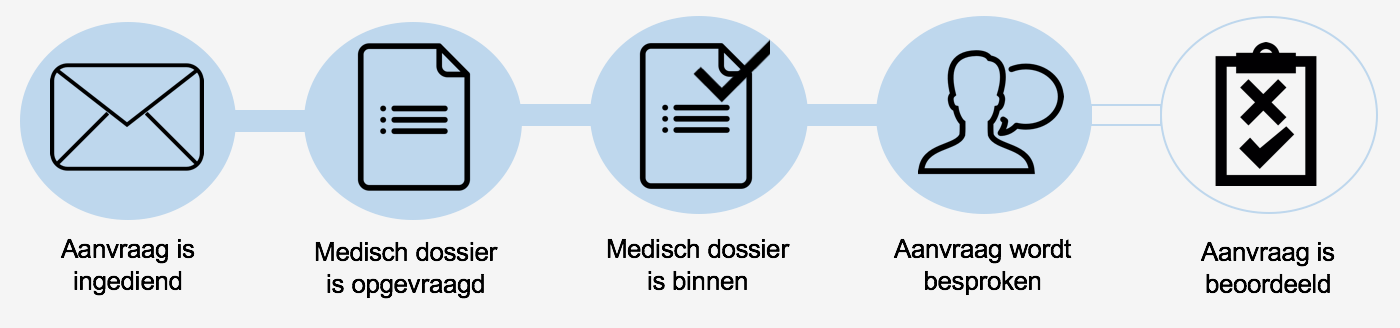 Aanvraag is
ingediend
Medisch dossier
is opgevraagd
Medisch dossier
is binnen
Aanvraag wordt
besproken
Aanvraag is
beoordeeld